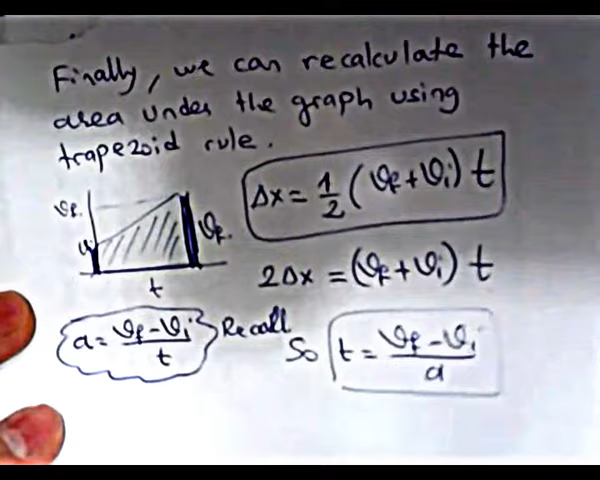 Finally, we can recalculate the
area under the graph using
trapezoid rule.
Δx = 1/2 (vf + vi) t
vf
vi
vf.
t
2Δx = (vf + vi) t
a = vf - vi / t
Recall
So t = vf - vi / a